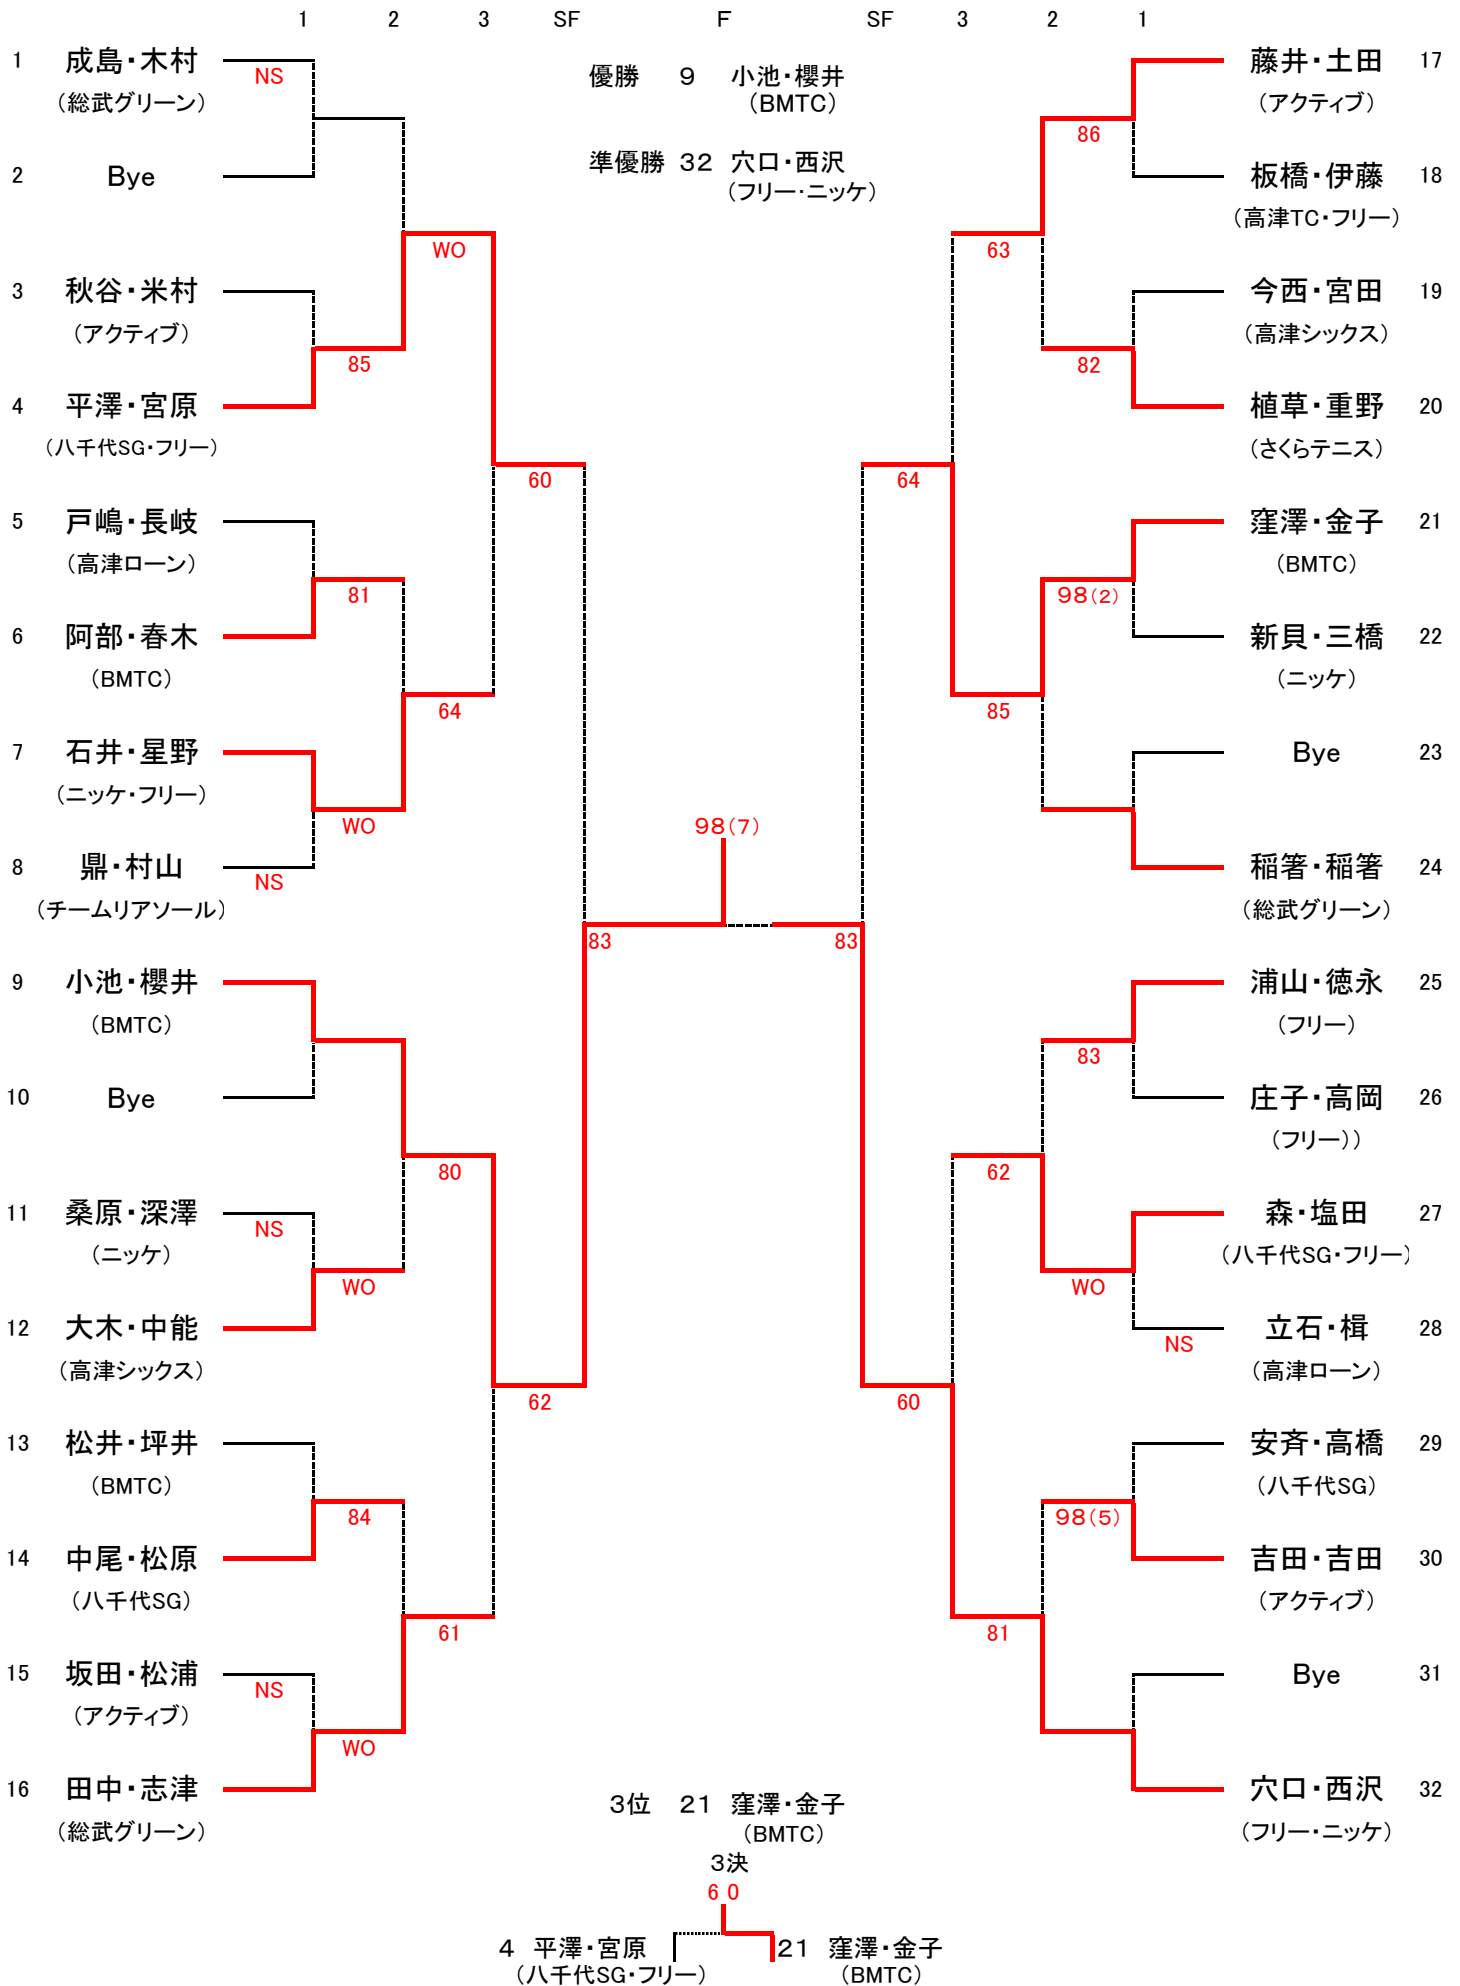 1 2 3 SF F SF 3 2 1
優勝 9 小池・櫻井
(BMTC)
準優勝 32 穴口・西沢
(フリー・ニッケ)
1 成島・木村
NS
(総武グリーン)
2 Bye
WO
3 秋谷・米村
(アクティブ)
85
4 平澤・宮原
(八千代SG・フリー)
60
5 戸嶋・長岐
(高津ローン)
81
6 阿部・春木
(BMTC)
64
7 石井・星野
(ニッケ・フリー)
WO
8 鼎・村山
NS
(チームリアソール)
83
9 小池・櫻井
(BMTC)
10 Bye
80
11 桑原・深澤
NS
(ニッケ)
WO
12 大木・中能
(高津シックス)
62
13 松井・坪井
(BMTC)
84
14 中尾・松原
(八千代SG)
61
15 坂田・松浦
NS
(アクティブ)
WO
16 田中・志津
(総武グリーン)
98(7)
藤井・土田 17
(アクティブ)
86
板橋・伊藤 18
(高津TC・フリー)
63
今西・宮田 19
(高津シックス)
82
植草・重野 20
(さくらテニス)
64
窪澤・金子 21
(BMTC)
98(2)
新貝・三橋 22
(ニッケ)
85
Bye 23
稲箸・稲箸 24
(総武グリーン)
83
浦山・徳永 25
(フリー)
83
庄子・高岡 26
(フリー))
62
森・塩田 27
(八千代SG・フリー)
WO
立石・楫 28
NS
(高津ローン)
60
安斉・高橋 29
(八千代SG)
98(5)
吉田・吉田 30
(アクティブ)
81
Bye 31
穴口・西沢 32
(フリー・ニッケ)
3位 21 窪澤・金子
(BMTC)
3決
6 0
4 平澤・宮原 21 窪澤・金子
(八千代SG・フリー) (BMTC)